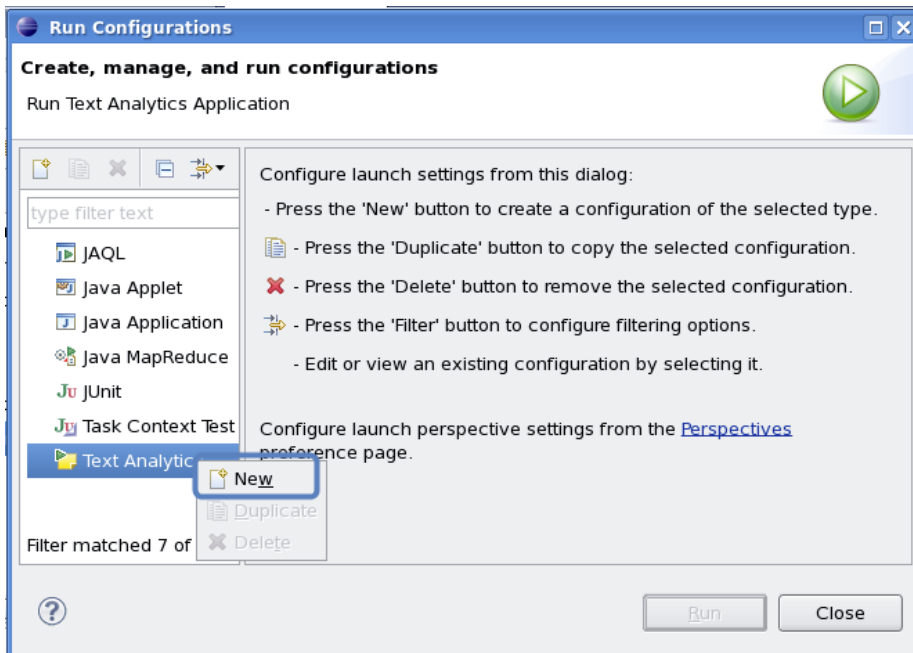 Run Configurations
Create, manage, and run configurations
Run Text Analytics Application
type filter text
JAQL
Java Applet
Java Application
Java MapReduce
Ju JUnit
Ju Task Context Test
Text Analytic
Filter matched 7 of
New
Duplicate
Delete
Configure launch settings from this dialog:
- Press the 'New' button to create a configuration of the selected type.
- Press the 'Duplicate' button to copy the selected configuration.
- Press the 'Delete' button to remove the selected configuration.
- Press the 'Filter' button to configure filtering options.
- Edit or view an existing configuration by selecting it.
Configure launch perspective settings from the Perspectives
preference page.
?
Run
Close